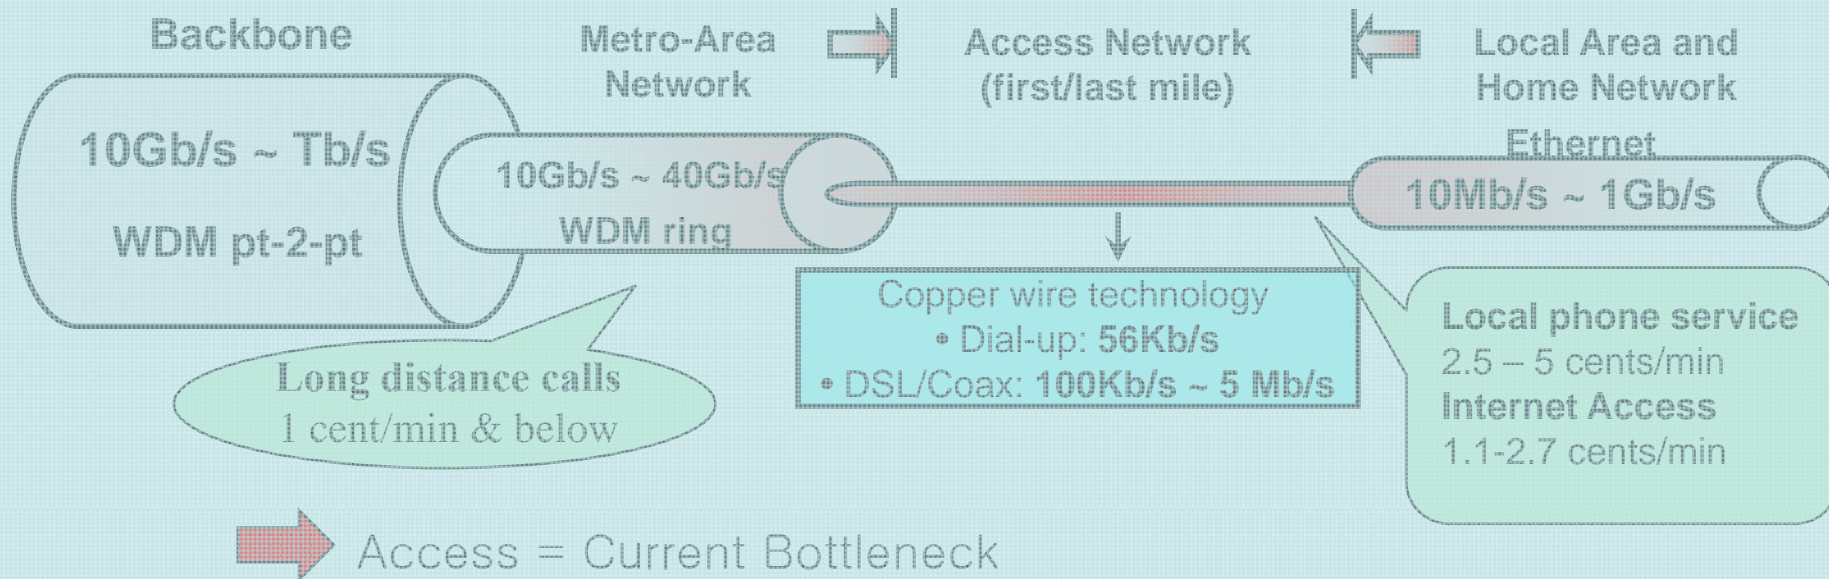 Backbone
Metro-Area
Network
Access Network
(first/last mile)
Local Area and
Home Network
10Gb/s ~ Tb/s
WDM pt-2-pt
10Gb/s ~ 40Gb/s
WDM ring
Ethernet
10Mb/s ~ 1Gb/s
Copper wire technology
• Dial-up: 56Kb/s
• DSL/Coax: 100Kb/s ~ 5 Mb/s
Long distance calls
1 cent/min & below
Local phone service
2.5 – 5 cents/min
Internet Access
1.1-2.7 cents/min
Access = Current Bottleneck